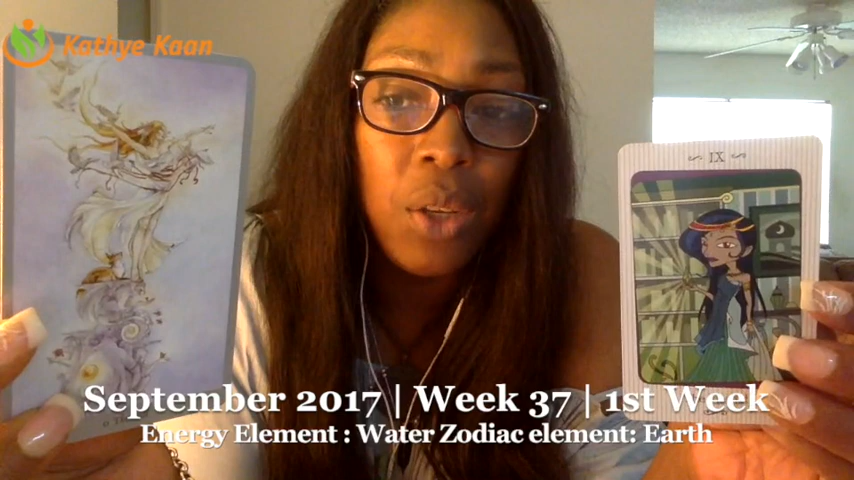 Kathye Kaan
IX
September 2017 | Week 37 | 1st Week
Energy Element : Water Zodiac element: Earth